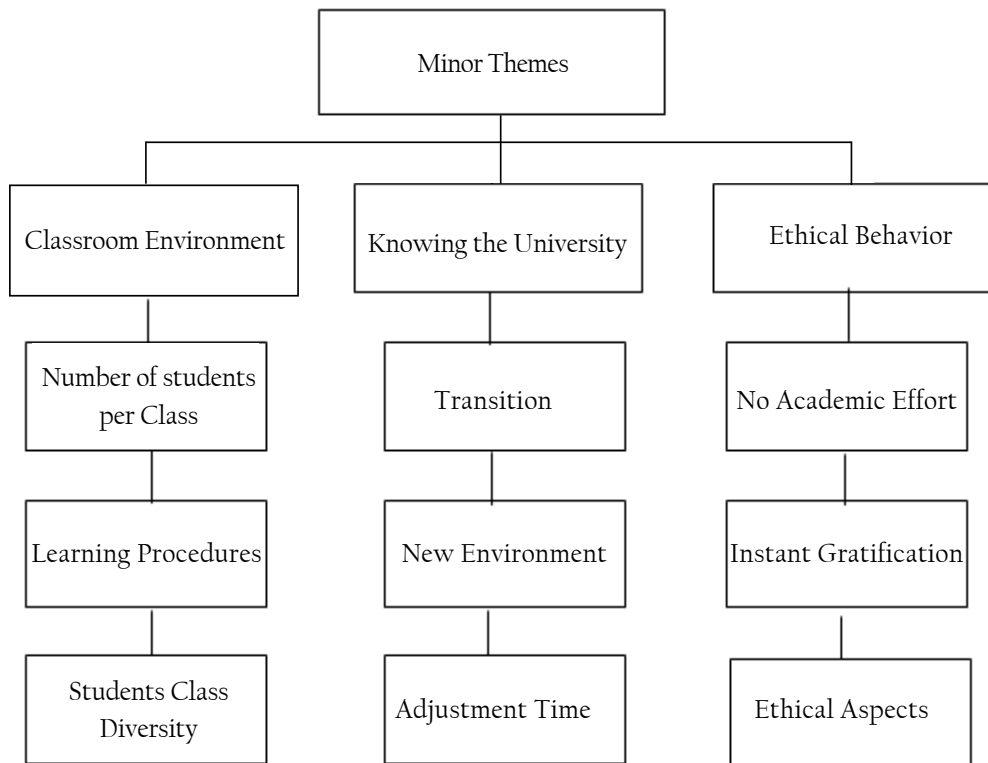 Minor Themes
Classroom Environment
Knowing the University
Ethical Behavior
Number of students
per Class
Transition
No Academic Effort
Learning Procedures
New Environment
Instant Gratification
Students Class
Diversity
Adjustment Time
Ethical Aspects